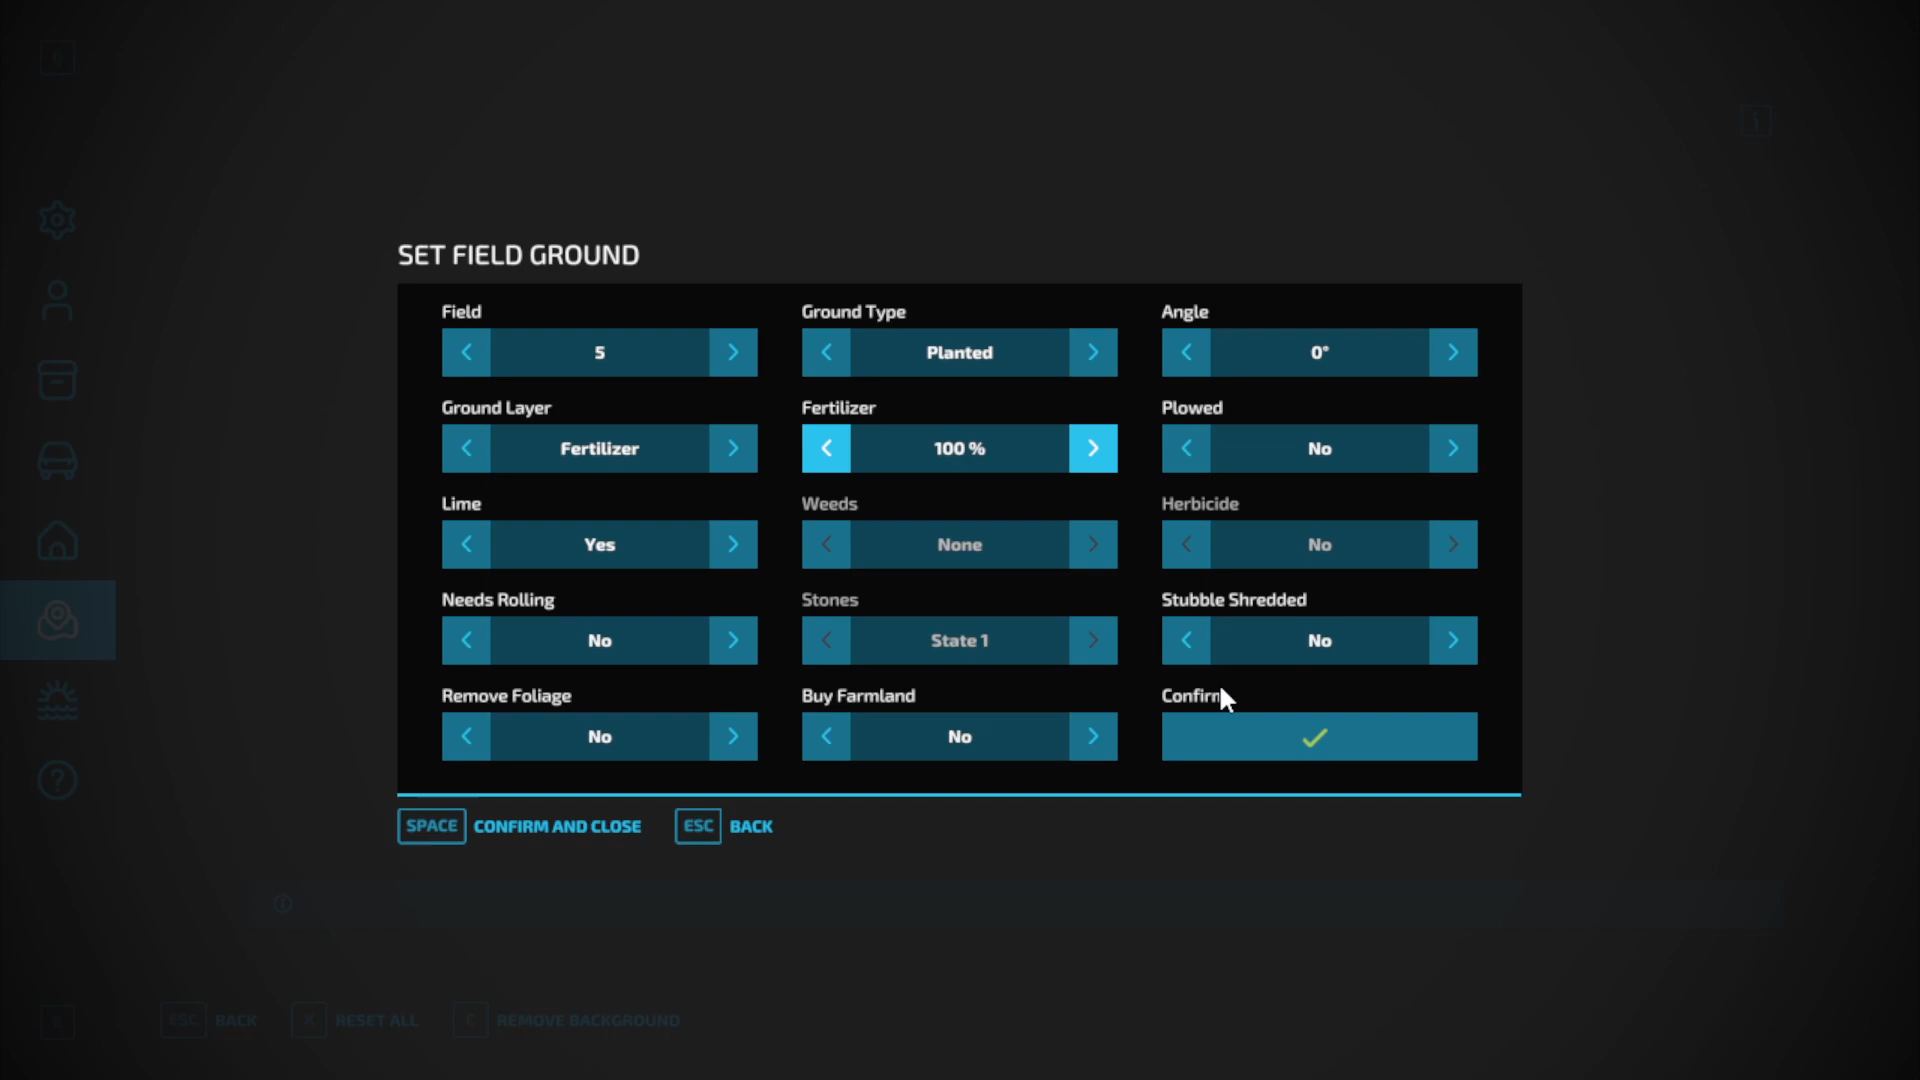 SET FIELD GROUND
Field
Ground Type
Angle
5
Planted
0°
Ground Layer
Fertilizer
Plowed
Fertilizer
100 %
No
Lime
Weeds
Herbicide
Yes
None
No
Needs Rolling
Stones
Stubble Shredded
No
State 1
No
Remove Foliage
Buy Farmland
Confirm
No
No
SPACE CONFIRM AND CLOSE ESC BACK
ESC BACK X RESET ALL C REMOVE BACKGROUND